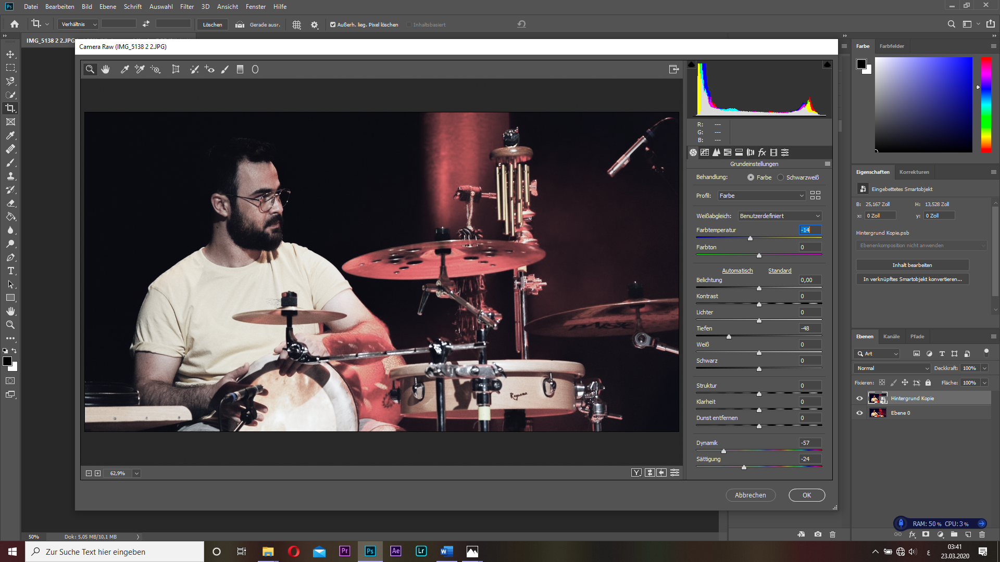 Ps Datei Bearbeiten Bild Ebene Schrift Auswahl Filter 3D Ansicht Fenster Hilfe
Verhältnis Löschen Gerade ausr. Außerh. lieg. Pixel löschen Inhaltsbasiert
IMG_5138 2 2.JPG
Camera Raw (IMG_5138 2 2.JPG)
R: ---
G: ---
B: ---
Grundeinstellungen
Behandlung: Farbe Schwarzweiß
Profil: Farbe
Weißabgleich: Benutzerdefiniert
Farbtemperatur -14
Farbton 0
Automatisch Standard
Belichtung 0,00
Kontrast 0
Lichter 0
Tiefen -48
Weiß 0
Schwarz 0
Struktur 0
Klarheit 0
Dunst entfernen 0
Dynamik -57
Sättigung -24
62,9%
Abbrechen OK
Farbe Farbfelder
Eigenschaften Korrekturen
Eingebettetes Smartobjekt
B: 25,167 Zoll H: 13,528 Zoll
x: 0 Zoll y: 0 Zoll
Hintergrund Kopie.psb
Ebenenkomposition nicht anwenden
Inhalt bearbeiten
In verknüpftes Smartobjekt konvertieren...
Ebenen Kanäle Pfade
Art
Normal Deckkraft: 100%
Fixieren: Fläche: 100%
Hintergrund Kopie
Ebene 0
RAM: 50 % CPU: 3 %
50% Dok: 5,05 MB/10,1 MB
Zur Suche Text hier eingeben
Pr Ps Ae Lr W
ع
03:41
23.03.2020